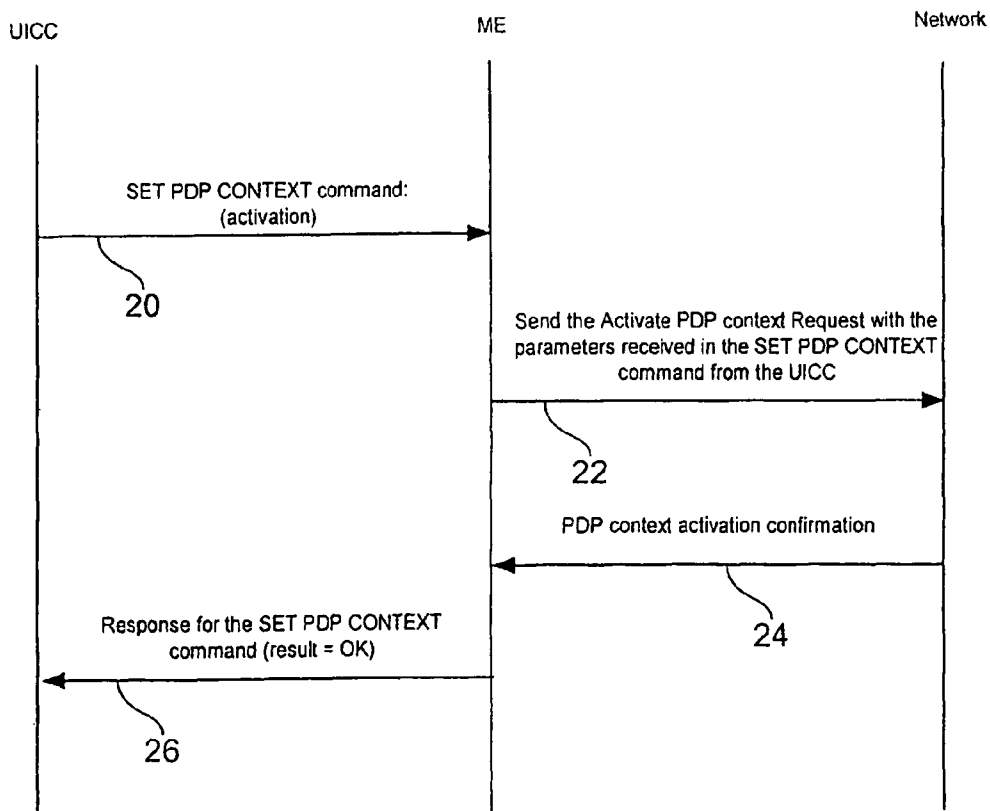 UICC
ME
Network
SET PDP CONTEXT command:
(activation)
20
Send the Activate PDP context Request with the
parameters received in the SET PDP CONTEXT
command from the UICC
22
PDP context activation confirmation
24
Response for the SET PDP CONTEXT
command (result = OK)
26